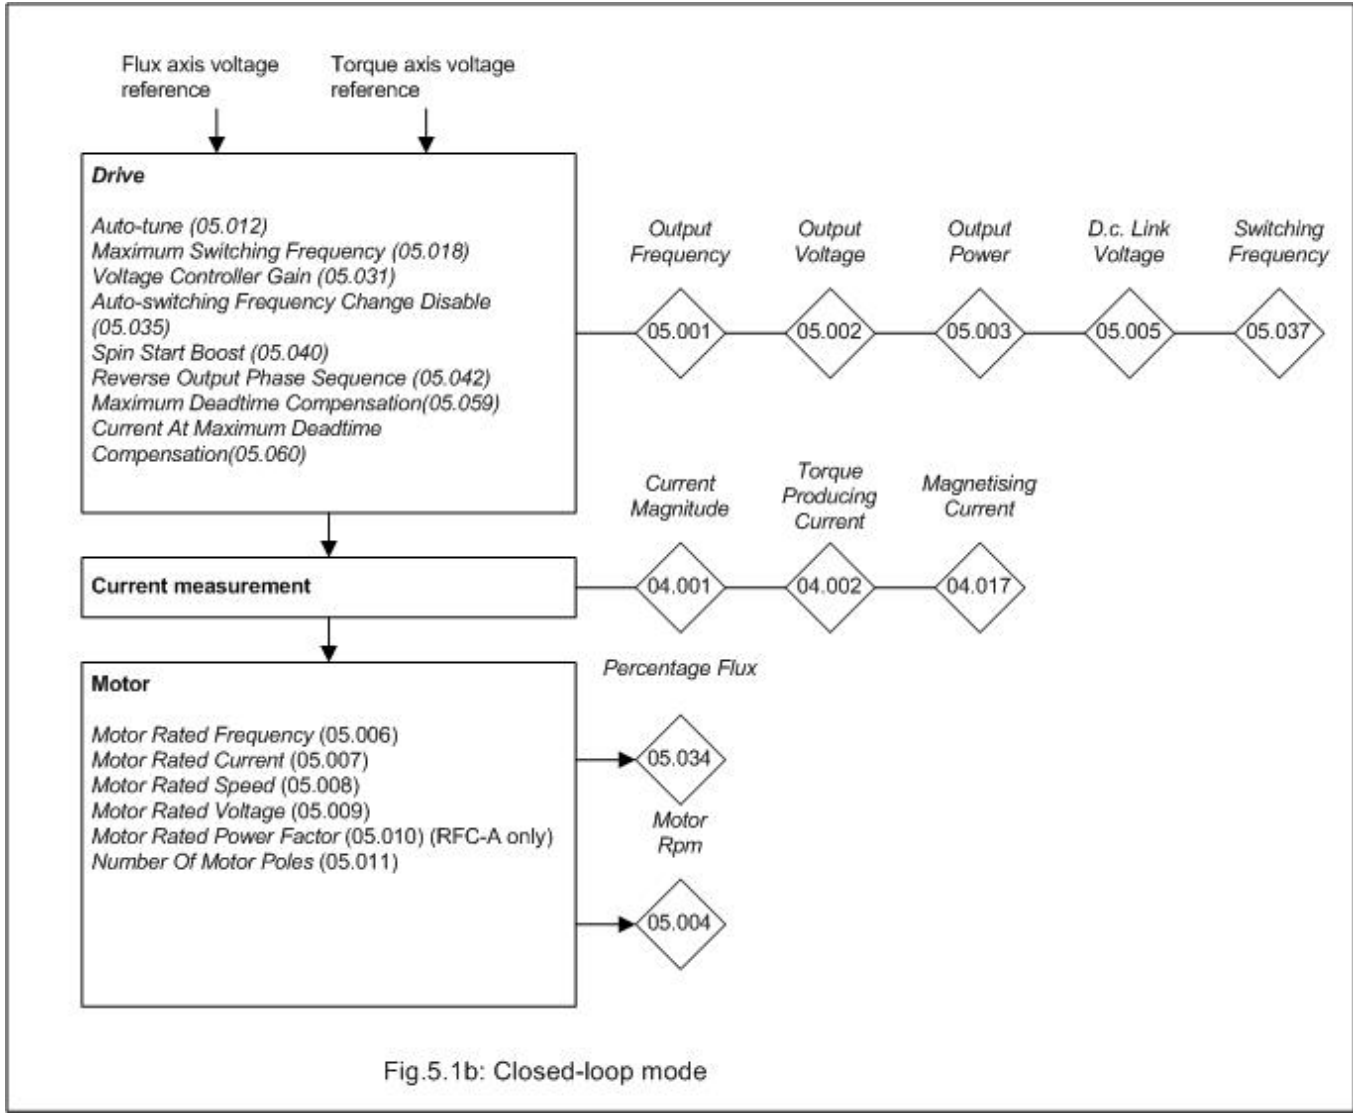 Flux axis voltage
reference
Torque axis voltage
reference
Drive
Auto-tune (05.012)
Maximum Switching Frequency (05.018)
Voltage Controller Gain (05.031)
Auto-switching Frequency Change Disable
(05.035)
Spin Start Boost (05.040)
Reverse Output Phase Sequence (05.042)
Maximum Deadtime Compensation(05.059)
Current At Maximum Deadtime
Compensation(05.060)
Output
Frequency
Output
Voltage
Output
Power
D.c. Link
Voltage
Switching
Frequency
05.001
05.002
05.003
05.005
05.037
Current
Magnitude
Torque
Producing
Current
Magnetising
Current
Current measurement
04.001
04.002
04.017
Motor
Motor Rated Frequency (05.006)
Motor Rated Current (05.007)
Motor Rated Speed (05.008)
Motor Rated Voltage (05.009)
Motor Rated Power Factor (05.010) (RFC-A only)
Number Of Motor Poles (05.011)
Percentage Flux
05.034
Motor
Rpm
05.004
Fig.5.1b: Closed-loop mode